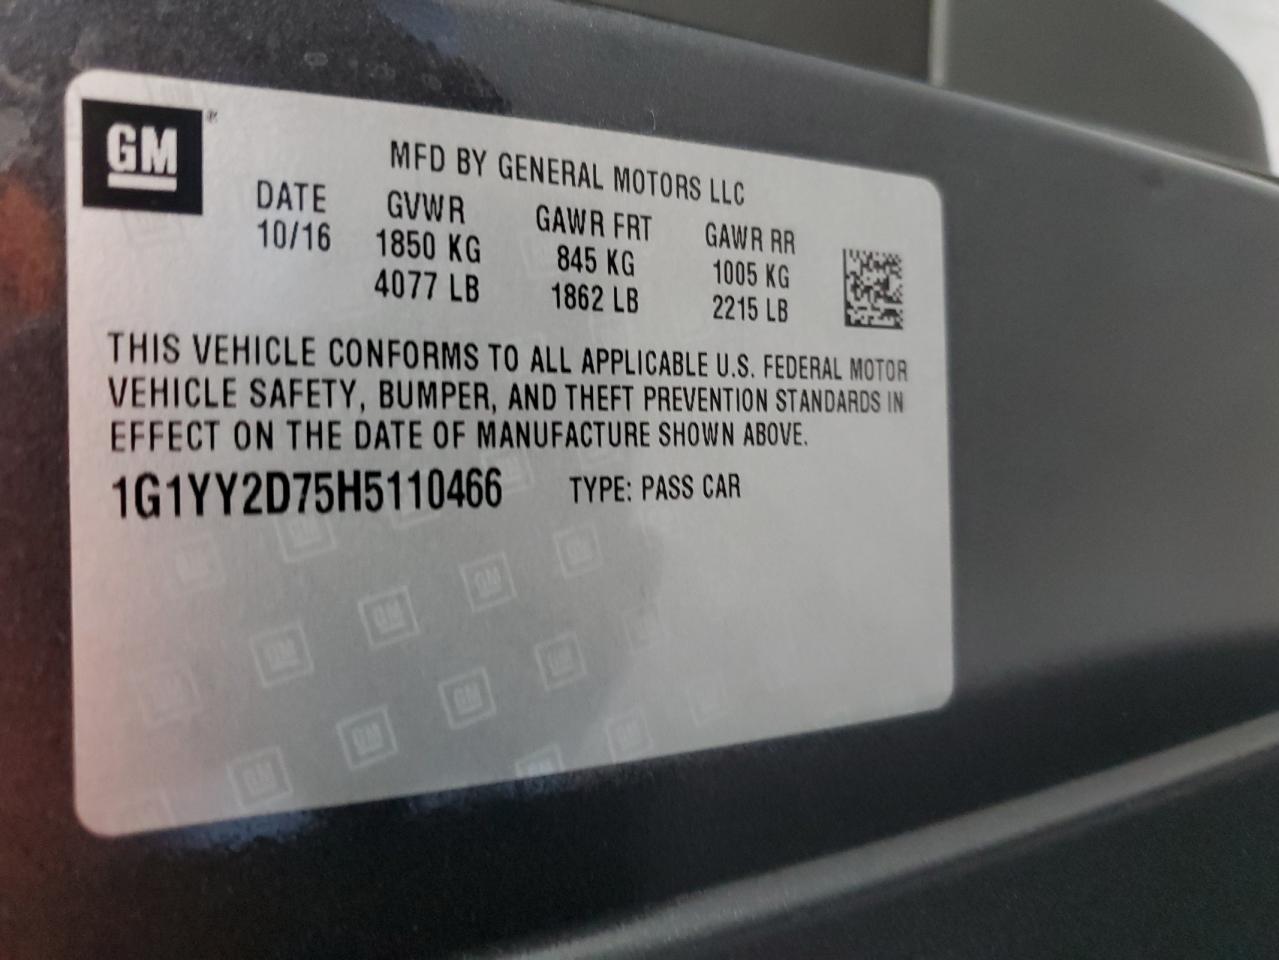 GM®
MFD BY GENERAL MOTORS LLC
DATE GVWR GAWR FRT GAWR RR
10/16 1850 KG 845 KG 1005 KG
4077 LB 1862 LB 2215 LB
THIS VEHICLE CONFORMS TO ALL APPLICABLE U.S. FEDERAL MOTOR
VEHICLE SAFETY, BUMPER, AND THEFT PREVENTION STANDARDS IN
EFFECT ON THE DATE OF MANUFACTURE SHOWN ABOVE.
1G1YY2D75H5110466 TYPE: PASS CAR